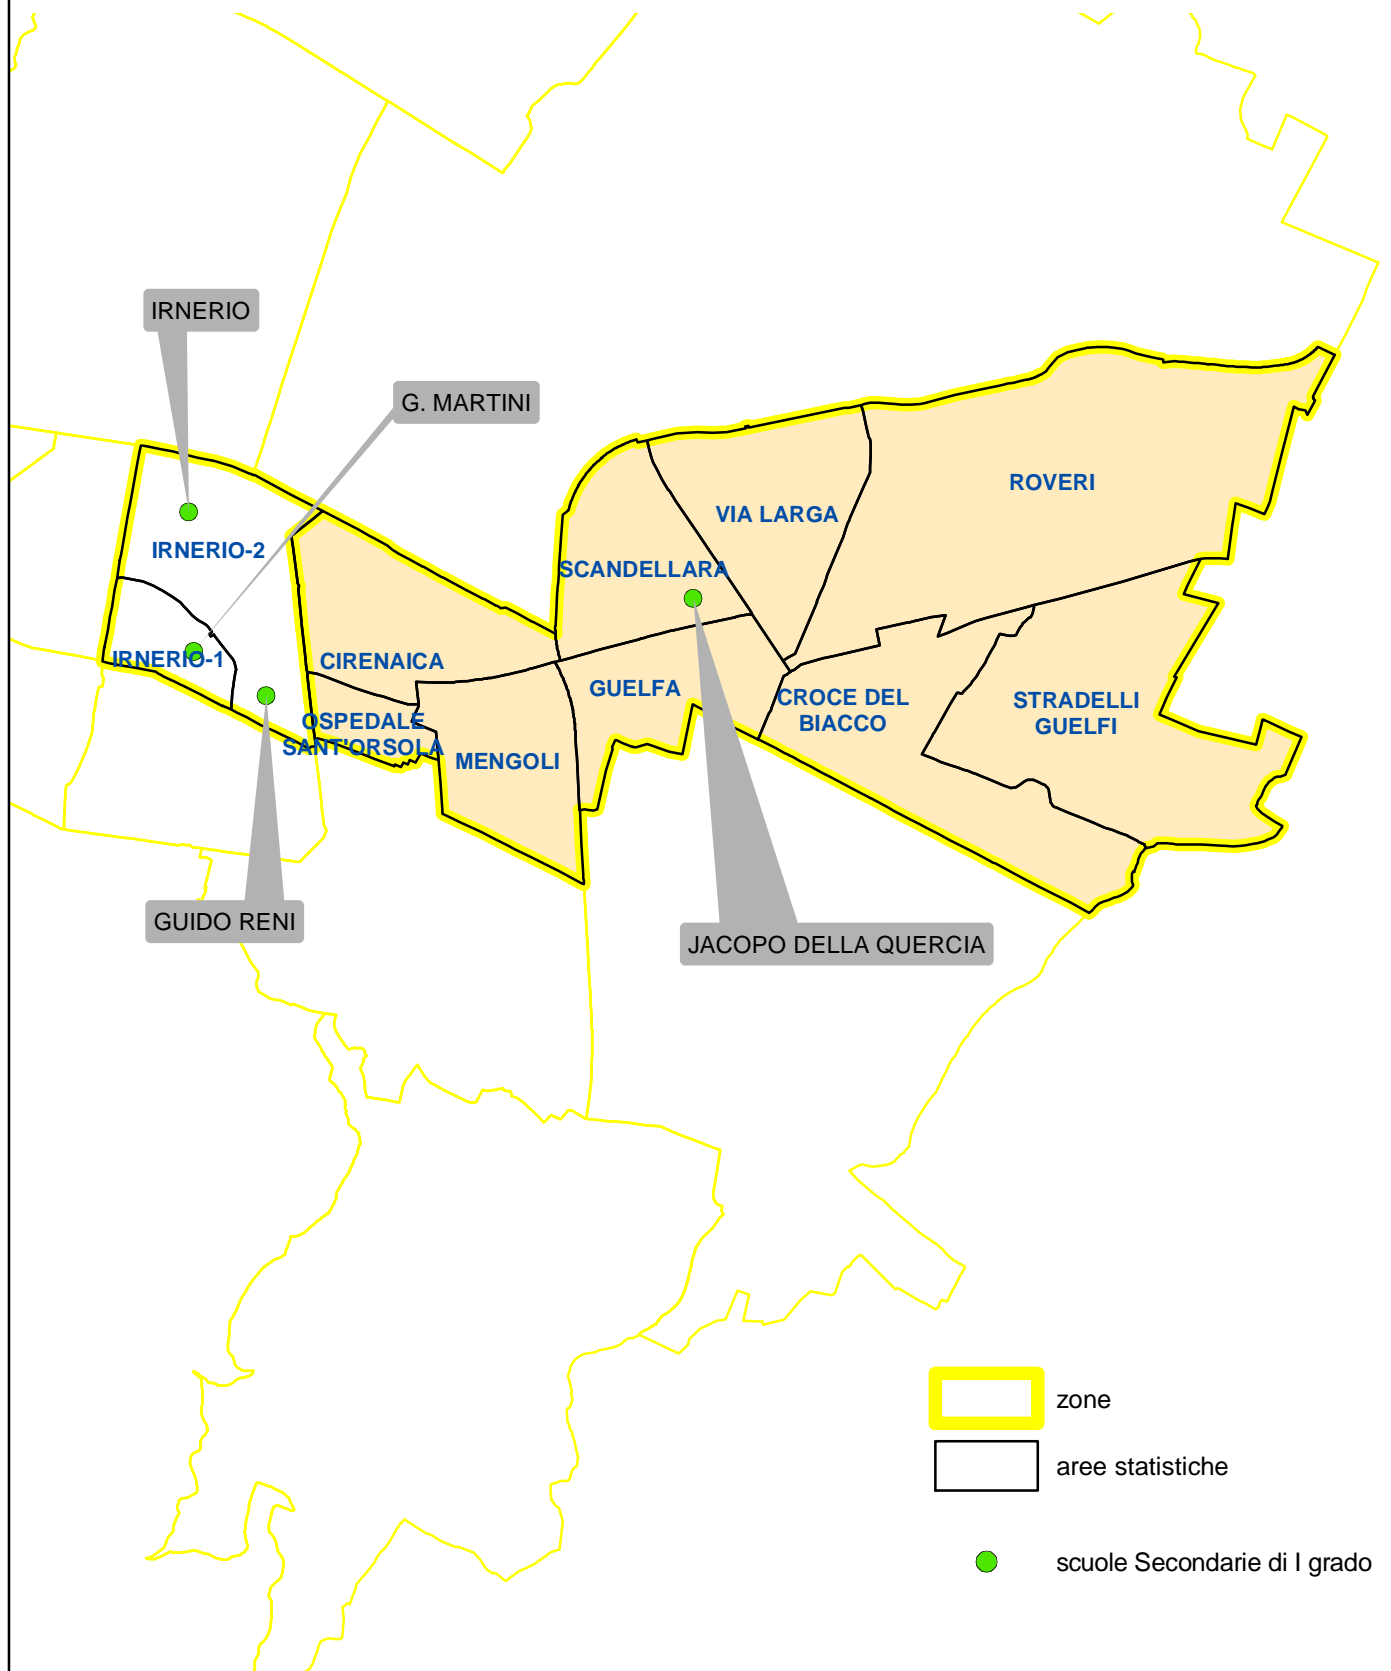 IRNERIO
G. MARTINI
ROVERI
VIA LARGA
IRNERIO-2
SCANDELLARA
IRNERIO-1
CIRENAICA
GUELFA
CROCE DEL
BIACCO
STRADELLI
GUELFI
OSPEDALE
SANT'ORSOLA
MENGOLI
GUIDO RENI
JACOPO DELLA QUERCIA
zone
aree statistiche
scuole Secondarie di I grado